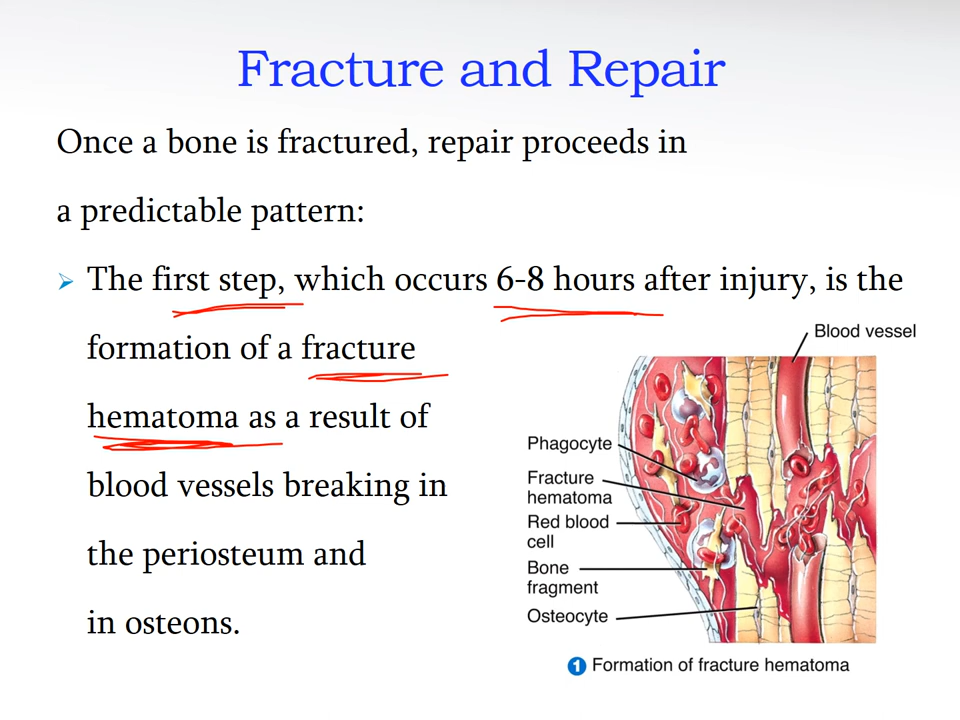 Fracture and Repair
Once a bone is fractured, repair proceeds in
a predictable pattern:
The first step, which occurs 6-8 hours after injury, is the
formation of a fracture
hematoma as a result of
blood vessels breaking in
the periosteum and
in osteons.
Blood vessel
Phagocyte
Fracture
hematoma
Red blood
cell
Bone
fragment
Osteocyte
1 Formation of fracture hematoma